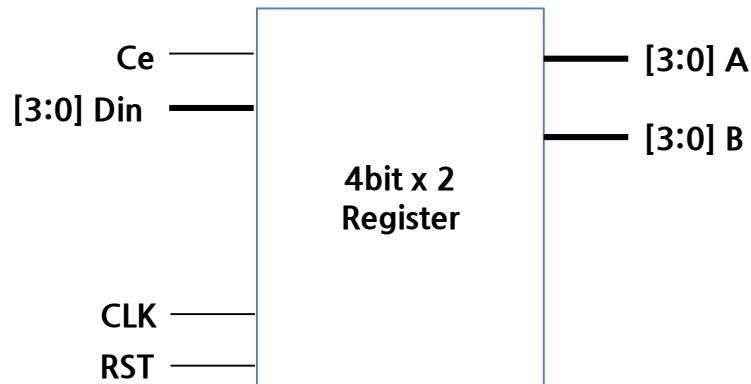 Ce
[3:0] Din
CLK
RST
4bit x 2
Register
[3:0] A
[3:0] B